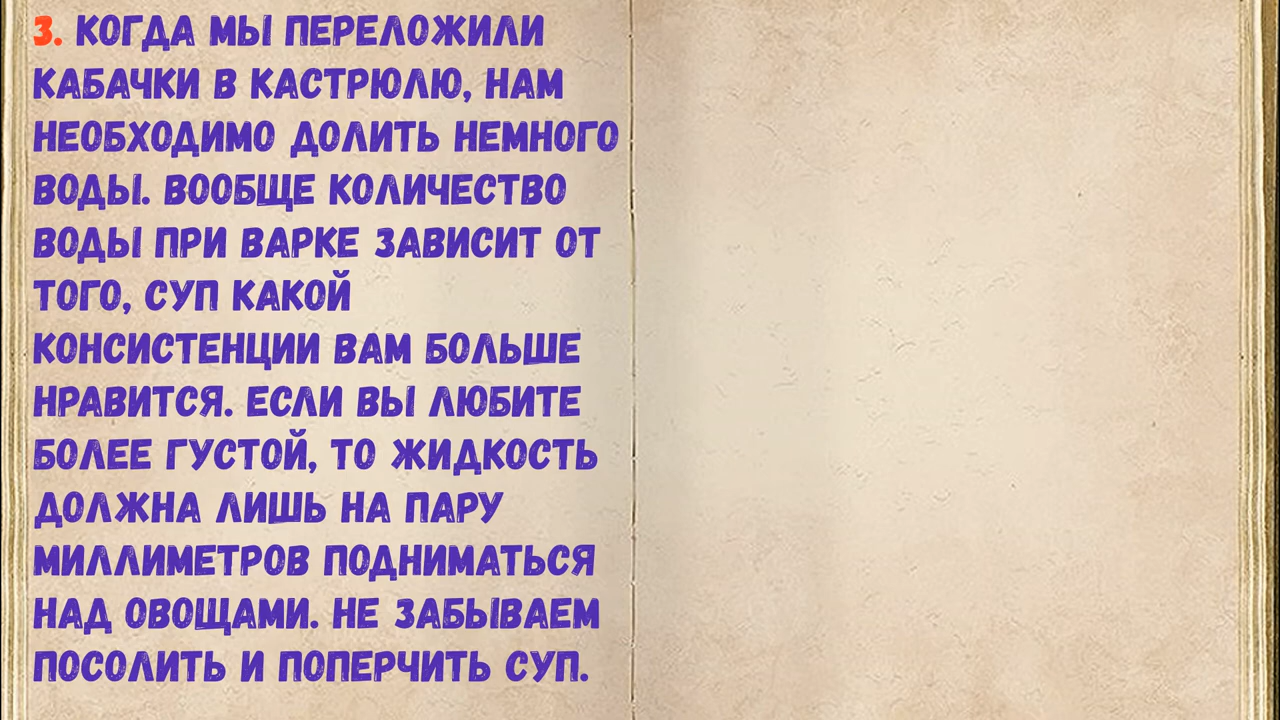 3. КОГДА МЫ ПЕРЕЛОЖИЛИ
КАБАЧКИ В КАСТРЮЛЮ, НАМ
НЕОБХОДИМО ДОЛИТЬ НЕМНОГО
ВОДЫ. ВООБЩЕ КОЛИЧЕСТВО
ВОДЫ ПРИ ВАРКЕ ЗАВИСИТ ОТ
ТОГО, СУП КАКОЙ
КОНСИСТЕНЦИИ ВАМ БОЛЬШЕ
НРАВИТСЯ. ЕСЛИ ВЫ ЛЮБИТЕ
БОЛЕЕ ГУСТОЙ, ТО ЖИДКОСТЬ
ДОЛЖНА ЛИШЬ НА ПАРУ
МИЛЛИМЕТРОВ ПОДНИМАТЬСЯ
НАД ОВОЩАМИ. НЕ ЗАБЫВАЕМ
ПОСОЛИТЬ И ПОПЕРЧИТЬ СУП.